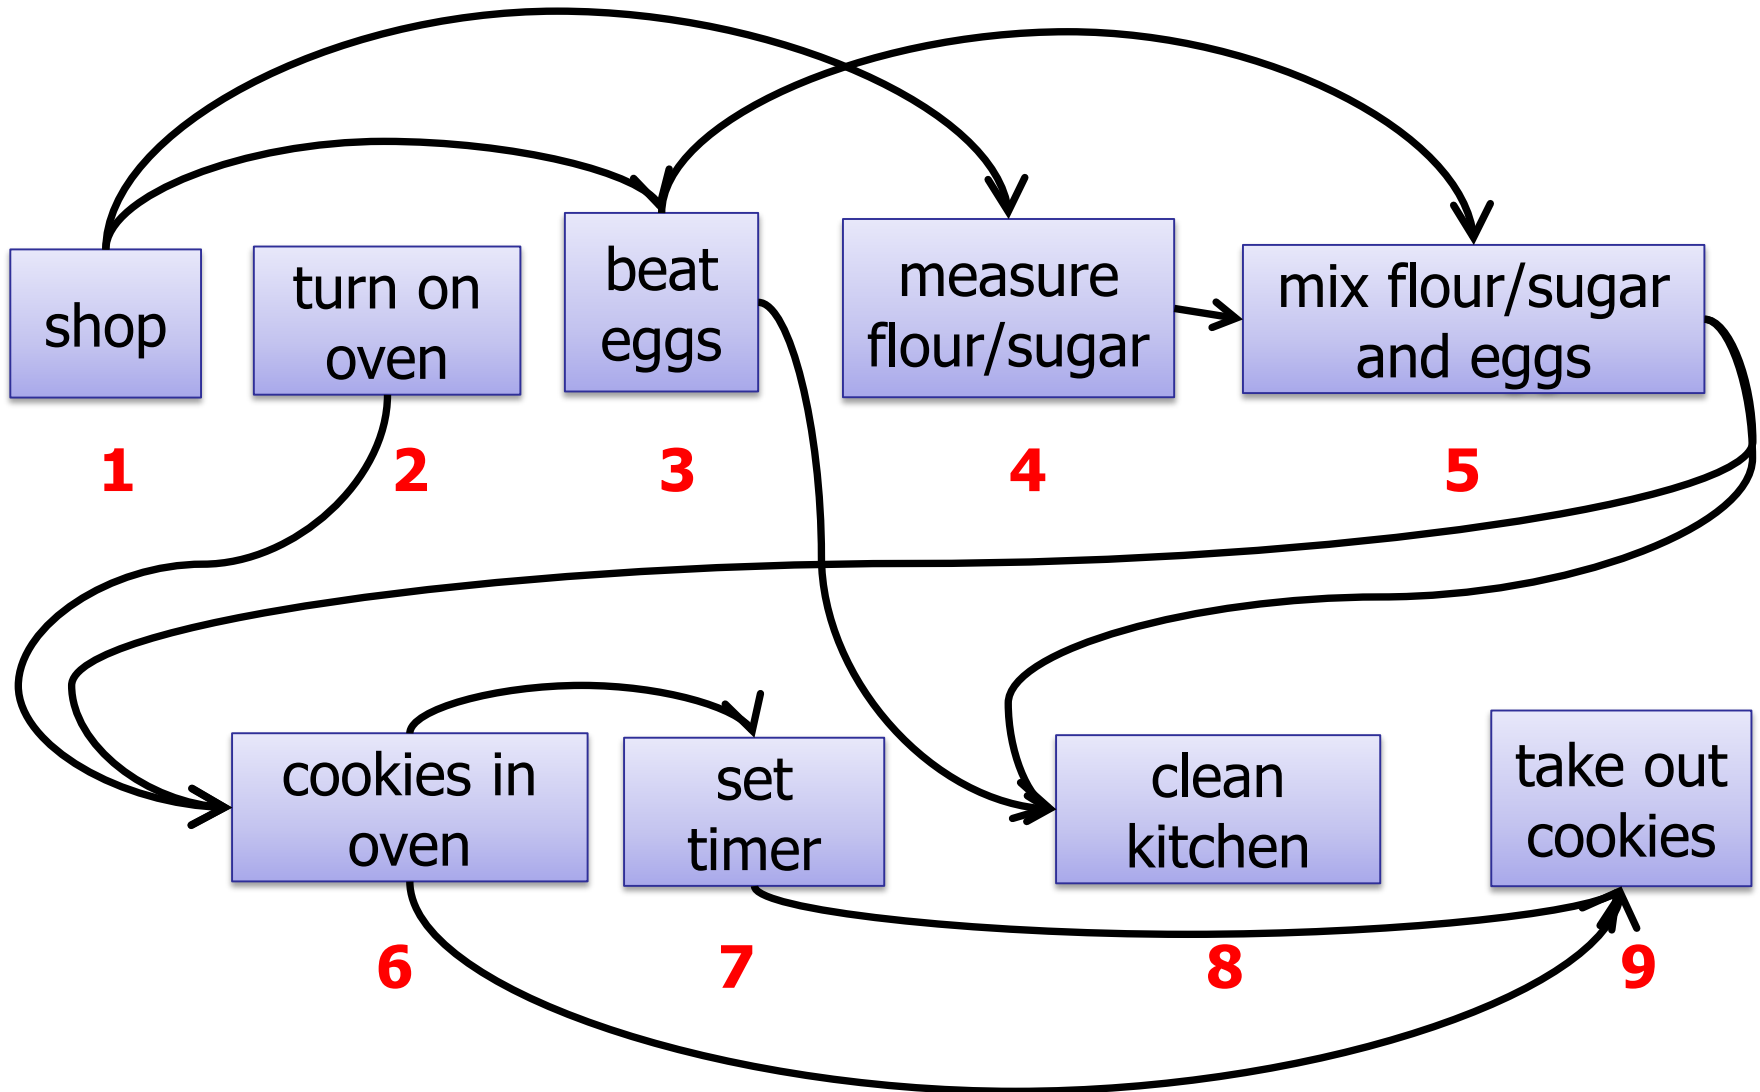 shop
turn on
oven
beat
eggs
measure
flour/sugar
mix flour/sugar
and eggs
1
2
3
4
5
cookies in
oven
set
timer
clean
kitchen
take out
cookies
6
7
8
9